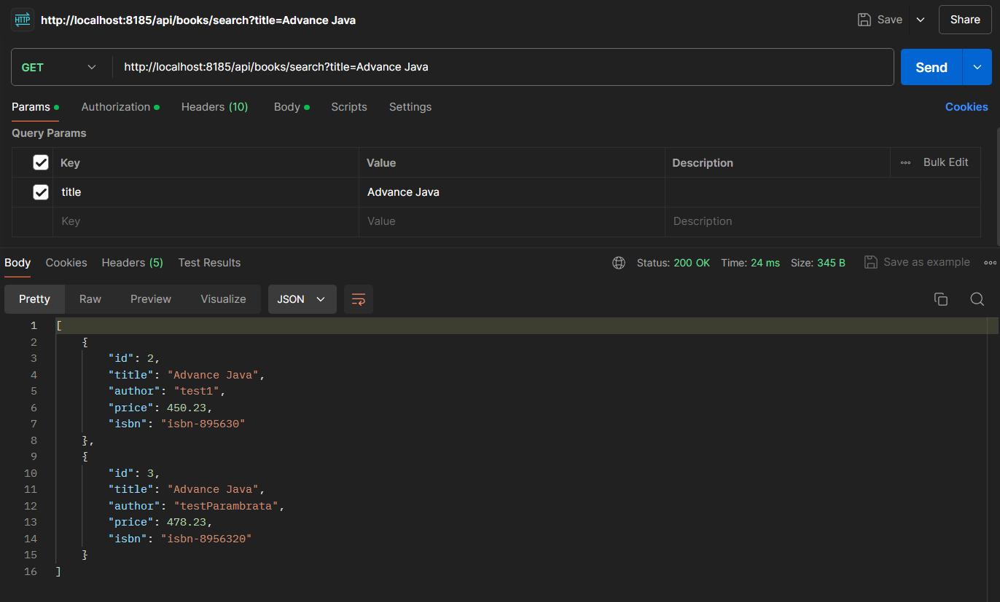 HTTP http://localhost:8185/api/books/search?title=Advance Java Save Share
GET http://localhost:8185/api/books/search?title=Advance Java Send
Params Authorization Headers (10) Body Scripts Settings Cookies
Query Params
Key Value Description Bulk Edit
title Advance Java
Key Value Description
Body Cookies Headers (5) Test Results Status: 200 OK Time: 24 ms Size: 345 B Save as example
Pretty Raw Preview Visualize JSON
1 [
2 {
3 "id": 2,
4 "title": "Advance Java",
5 "author": "test1",
6 "price": 450.23,
7 "isbn": "isbn-895630"
8 },
9 {
10 "id": 3,
11 "title": "Advance Java",
12 "author": "testParambrata",
13 "price": 478.23,
14 "isbn": "isbn-8956320"
15 }
16 ]